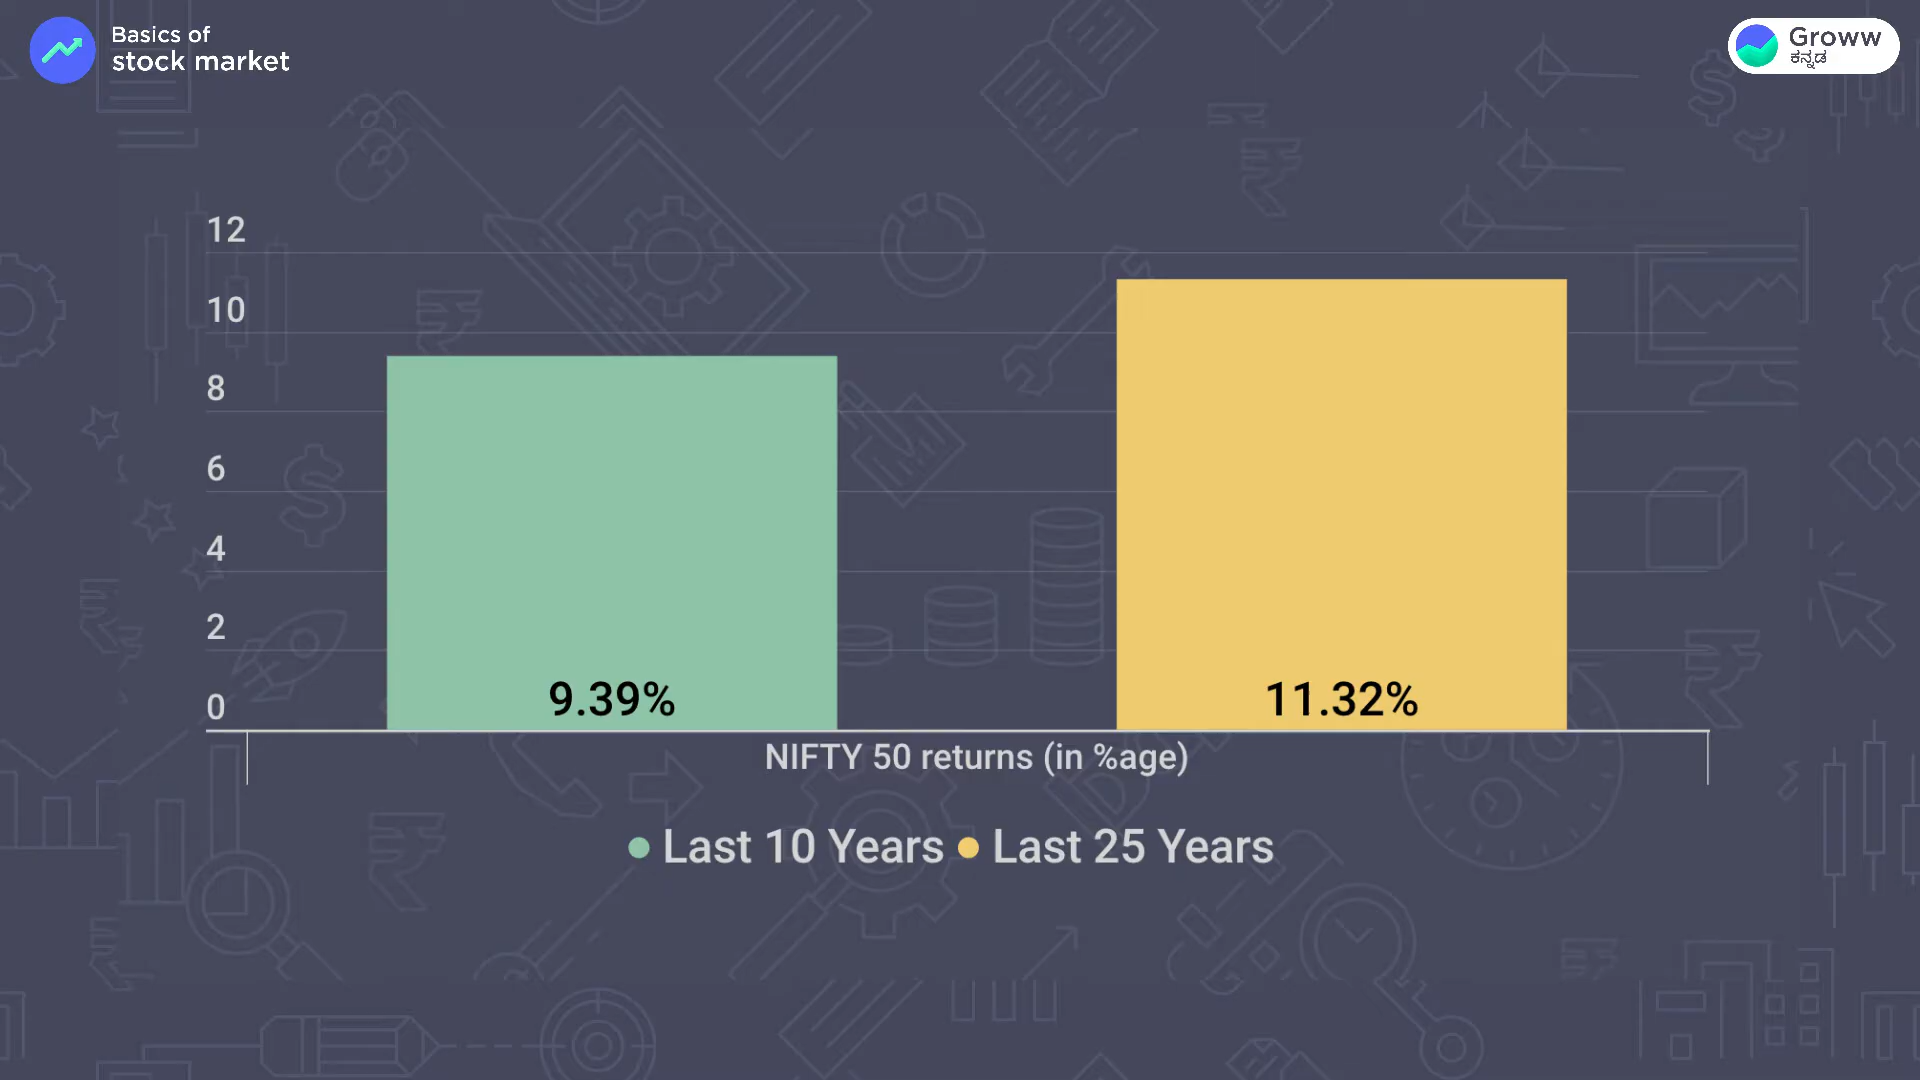 Basics of
stock market
Groww
ಕನ್ನಡ
12
10
8
6
4
2
0
9.39%
11.32%
NIFTY 50 returns (in %age)
Last 10 Years
Last 25 Years